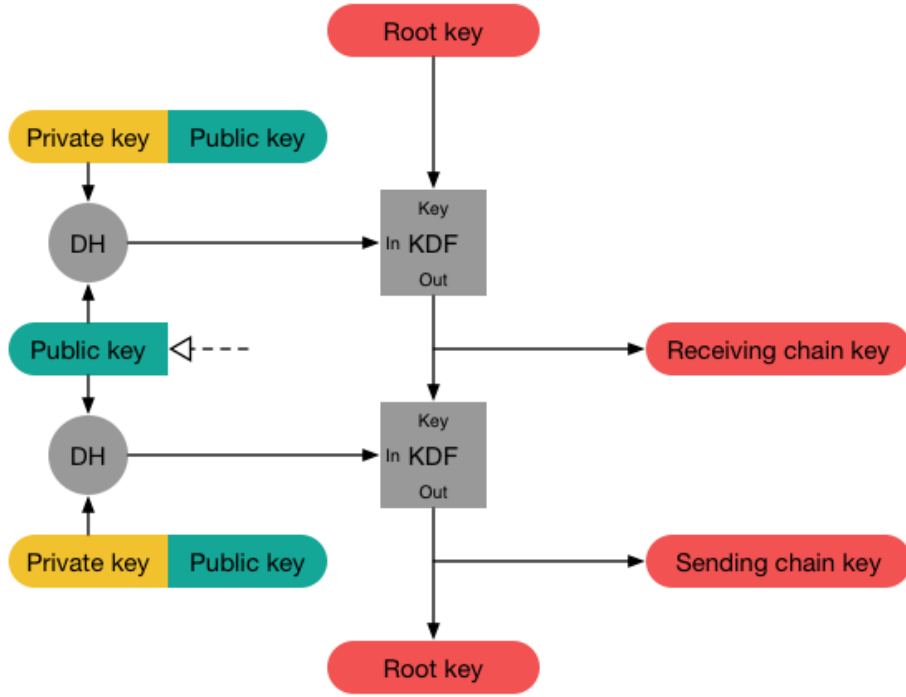 Root key
Private key Public key
Key
DH
In KDF
Out
Public key
Receiving chain key
Key
DH
In KDF
Out
Private key Public key
Sending chain key
Root key